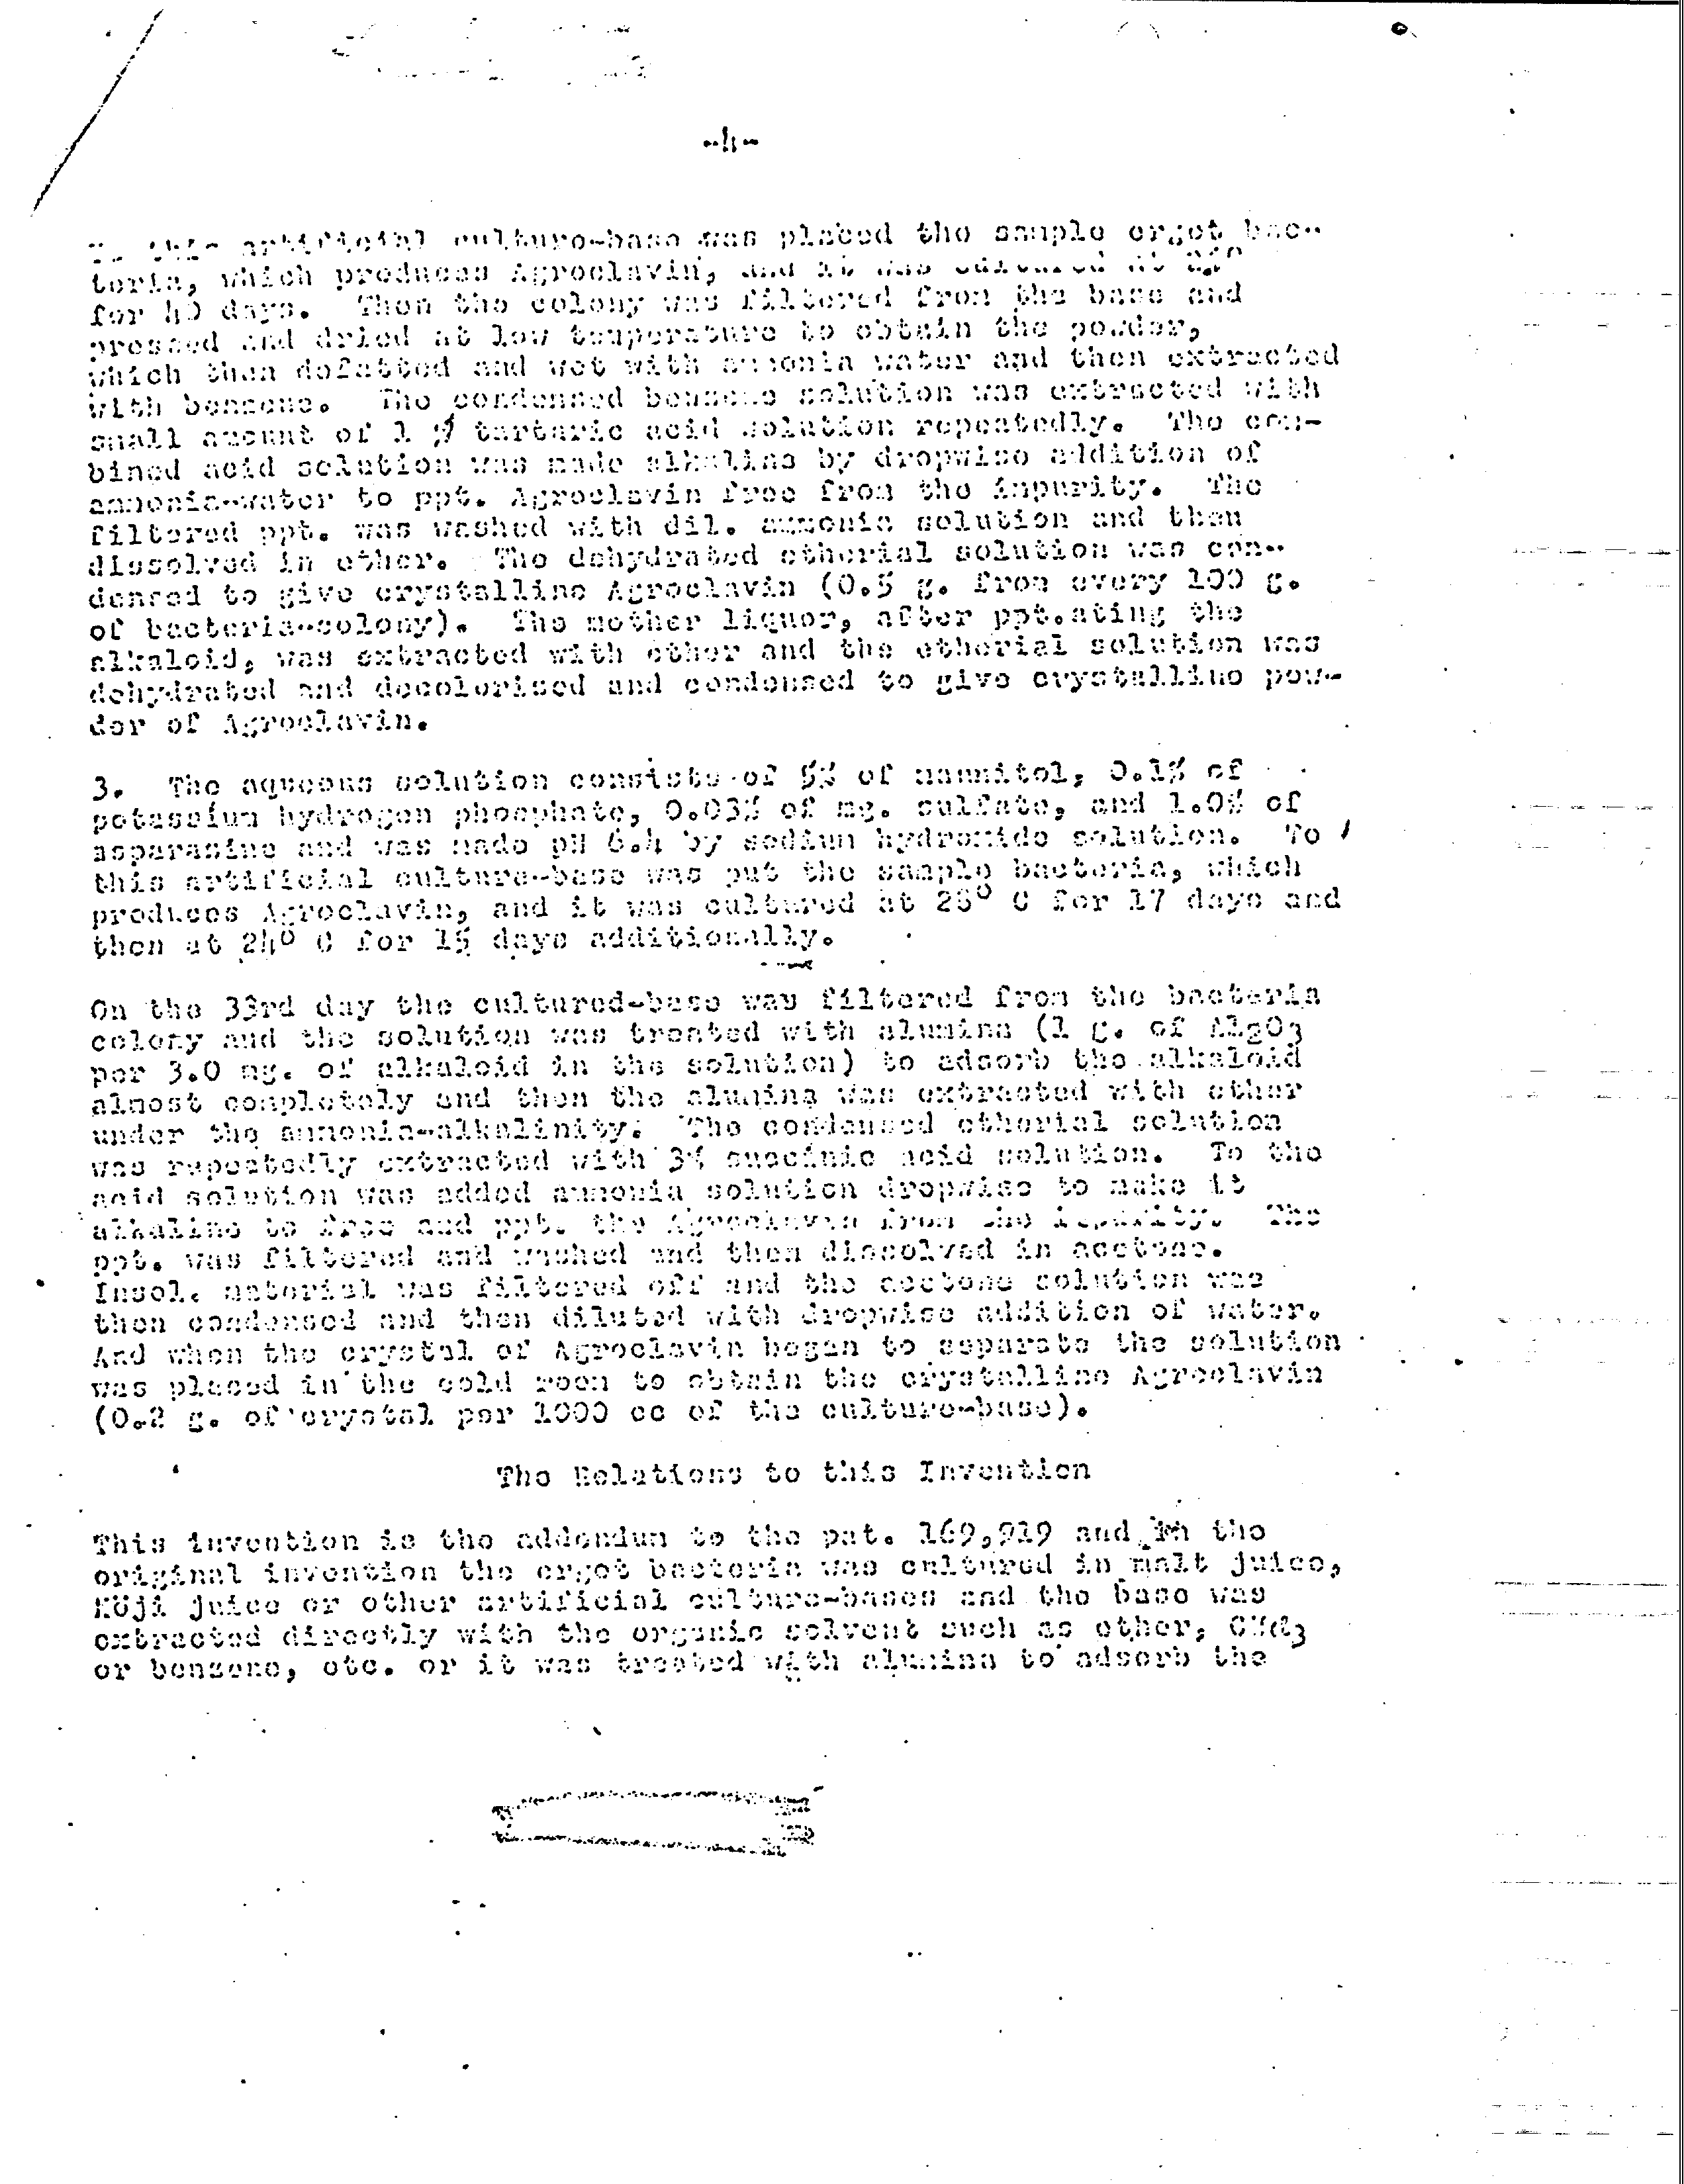 -4-
this artificial culture-base was placed the sample ergot bac-
teria, which produces Agroclavin, and it was cultured at
for 40 days. Then the colony was filtered from the base and
pressed and dried at low temperature to obtain the powder,
which then defatted and wet with ammonia water and then extracted
with benzene. The condensed benzene solution was extracted with
small amount of 1 % tartaric acid solution repeatedly. The com-
bined acid solution was made alkaline by dropwise addition of
ammonia-water to ppt. Agroclavin free from the impurity. The
filtered ppt. was washed with dil. ammonia solution and then
dissolved in ether. The dehydrated etherial solution was con-
densed to give crystalline Agroclavin (0.5 g. from every 100 g.
of bacteria-colony). The mother liquor, after ppt.ating the
alkaloid, was extracted with ether and the etherial solution was
dehydrated and decolorised and condensed to give crystalline pow-
der of Agroclavin.
3. The aqueous solution consists of 5% of mannitol, 0.1% of
potassium hydrogen phosphate, 0.03% of mg. sulfate, and 1.0% of
asparagine and was made pH 6.4 by sodium hydroxide solution. To
this artificial culture-base was put the sample bacteria, which
produces Agroclavin, and it was cultured at 28° C for 17 days and
then at 24° C for 15 days additionally.
On the 33rd day the cultured-base was filtered from the bacteria
colony and the solution was treated with alumina (1 g. of Al2O3
per 3.0 mg. of alkaloid in the solution) to adsorb the alkaloid
almost completely and then the alumina was extracted with ether
under the ammonia-alkalinity. The condensed etherial solution
was repeatedly extracted with 3% succinic acid solution. To the
acid solution was added ammonia solution dropwise to make it
alkaline to free and ppt. the Agroclavin from the impurity. The
ppt. was filtered and washed and then dissolved in acetone.
Insol. material was filtered off and the acetone solution was
then condensed and then diluted with dropwise addition of water.
And when the crystal of Agroclavin began to separate the solution
was placed in the cold room to obtain the crystalline Agroclavin
(0.2 g. of crystal per 1000 cc of the culture-base).
The Relations to this Invention
This invention is the addendum to the pat. 169,919 and in the
original invention the ergot bacteria was cultured in malt juice,
Koji juice or other artificial culture-bases and the base was
extracted directly with the organic solvent such as ether, CHCl3
or benzene, etc. or it was treated with alumina to adsorb the